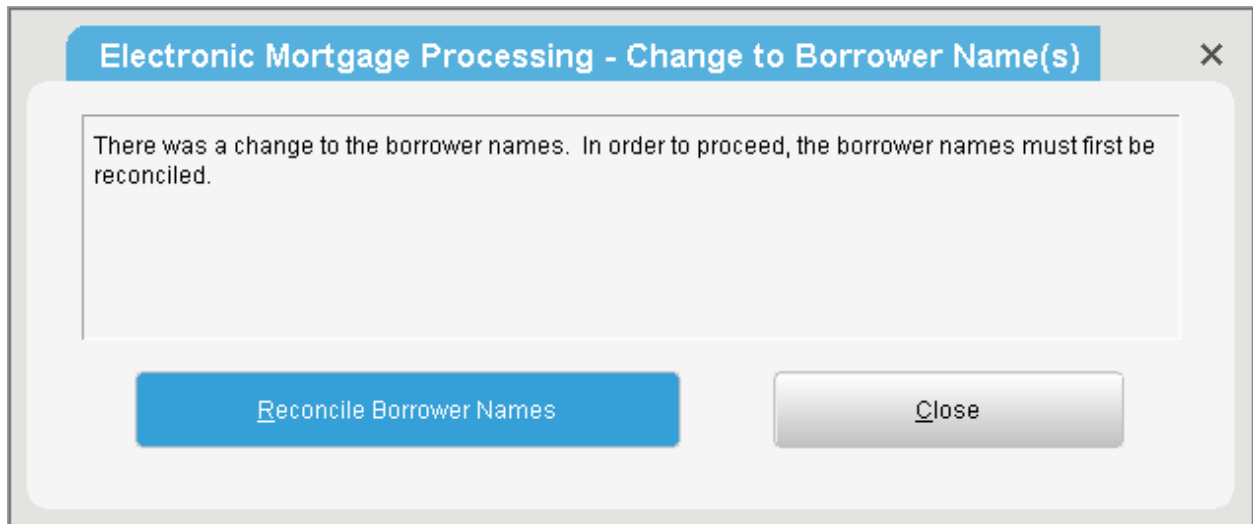 Electronic Mortgage Processing - Change to Borrower Name(s)
There was a change to the borrower names.  In order to proceed, the borrower names must first be
reconciled.
Reconcile Borrower Names
Close